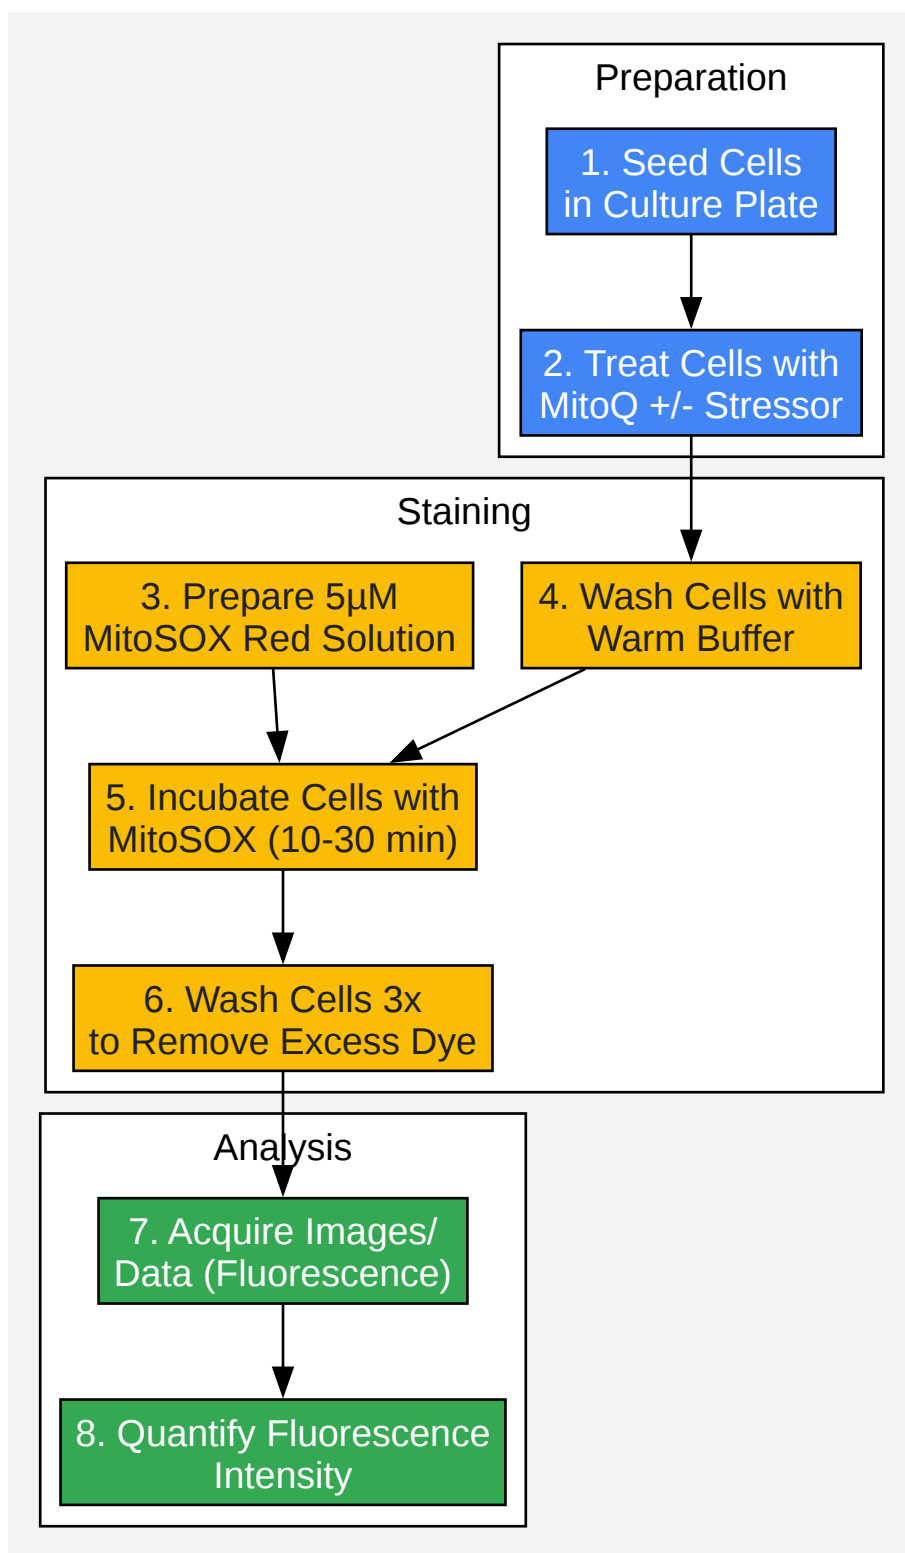 Preparation
1. Seed Cells
in Culture Plate
2. Treat Cells with
MitoQ +/- Stressor
Staining
3. Prepare 5µM
MitoSOX Red Solution
4. Wash Cells with
Warm Buffer
5. Incubate Cells with
MitoSOX (10-30 min)
6. Wash Cells 3x
to Remove Excess Dye
Analysis
7. Acquire Images/
Data (Fluorescence)
8. Quantify Fluorescence
Intensity